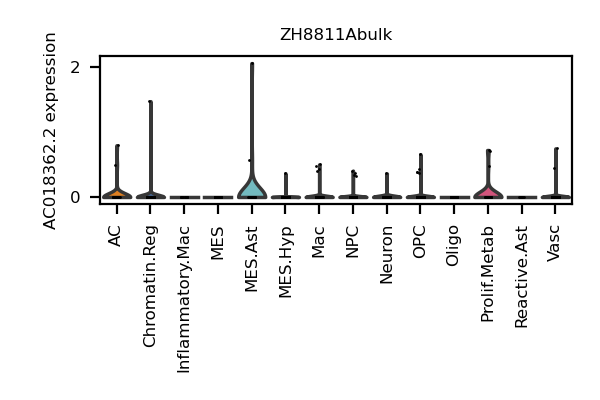 ZH8811Abulk
AC018362.2 expression
2
0
AC
Chromatin.Reg
Inflammatory.Mac
MES
MES.Ast
MES.Hyp
Mac
NPC
Neuron
OPC
Oligo
Prolif.Metab
Reactive.Ast
Vasc